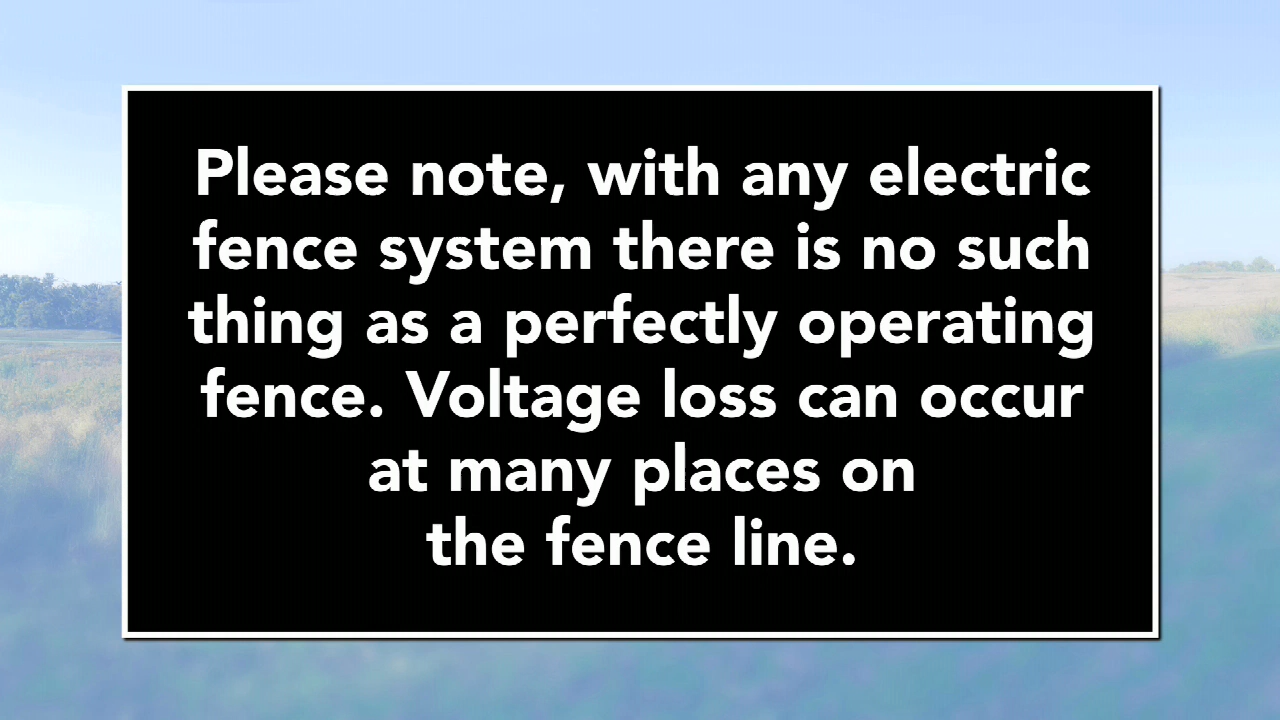 Please note, with any electric
fence system there is no such
thing as a perfectly operating
fence. Voltage loss can occur
at many places on
the fence line.